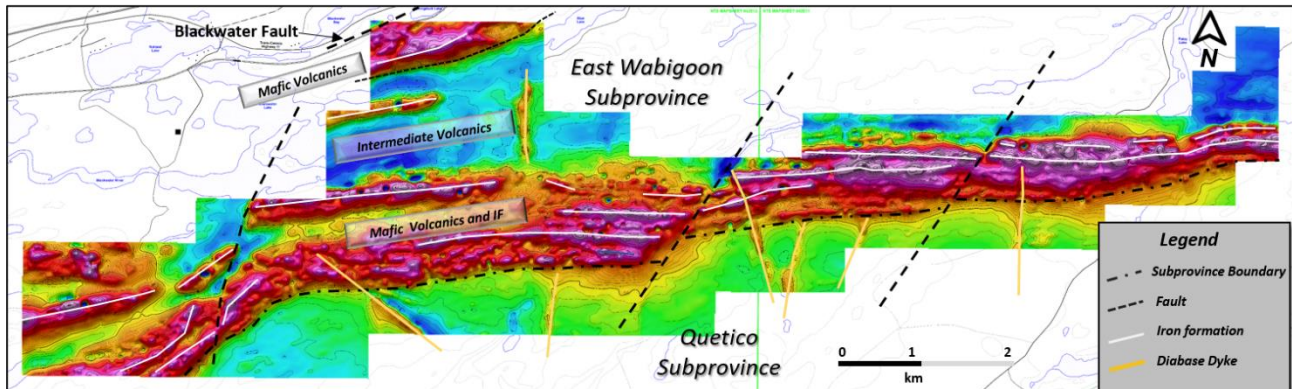 Blackwater Fault
Mafic Volcanics
East Wabigoon
Subprovince
N
Intermediate Volcanics
Mafic Volcanics and IF
Quetico
Subprovince
0 1 2
km
Legend
Subprovince Boundary
Fault
Iron formation
Diabase Dyke